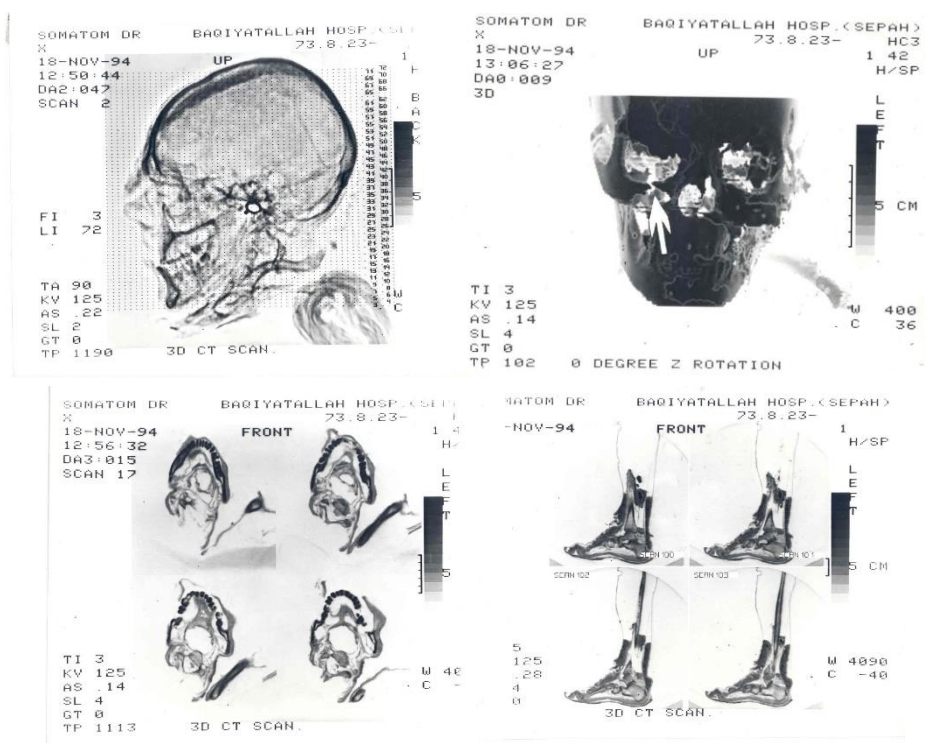 SOMATOM DR BAQIYATALLAH HOSP.(SEPAH)
X 73.8.23-
18-NOV-94 UP 1
12:50:44 H
DA2:047
SCAN 2 B
A
C
K
5
FI 3
LI 72
TA 90
KV 125
AS .22 W
SL 2 C
GT 0
TP 1190 3D CT SCAN.
SOMATOM DR BAQIYATALLAH HOSP.(SEPAH)
X 73.8.23- HC3
18-NOV-94 UP 1 42
13:06:27 H/SP
DA0:009
3D
L
E
F
T
5 CM
TI 3
KV 125
AS .14 W 400
SL 4 C 36
GT 0
TP 102 0 DEGREE Z ROTATION
SOMATOM DR BAQIYATALLAH HOSP.
X 73.8.23-
18-NOV-94 FRONT 1
12:56:32 H/
DA3:015
SCAN 17
L
E
F
T
5
TI 3
KV 125
AS .14 W
SL 4 C
GT 0
TP 1113 3D CT SCAN.
MATOM DR BAQIYATALLAH HOSP.(SEPAH)
73.8.23-
-NOV-94 FRONT 1
H/SP
L
E
F
T
SCAN 100 SCAN 101
5 CM
SCAN 102 SCAN 103
5
125 W 4090
.28 C -40
4
0
3D CT SCAN.